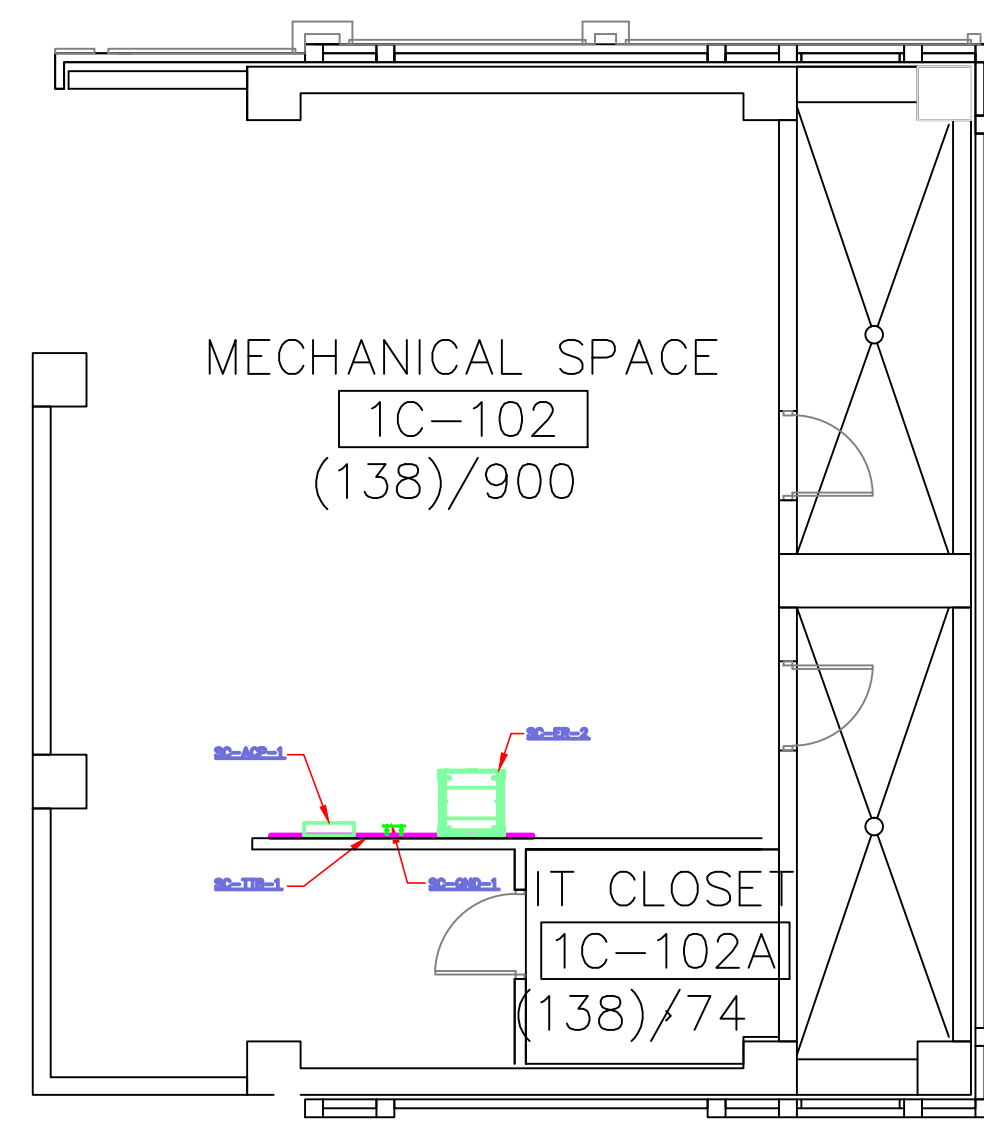 MECHANICAL SPACE
1C-102
(138)/900
SC-ER-2
SC-ACP-1
SC-TTB-1
SC-GND-1
IT CLOSET
1C-102A
(138)/74